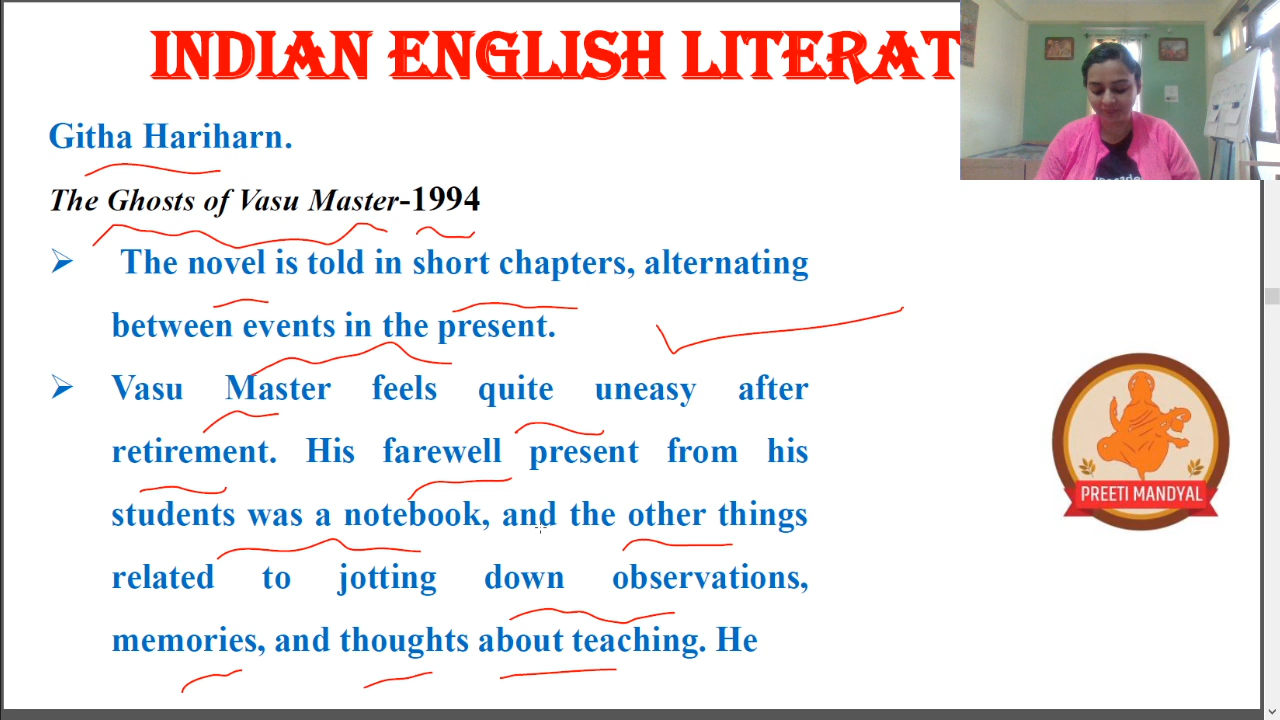 INDIAN ENGLISH LITERAT
Githa Hariharn.
The Ghosts of Vasu Master-1994
➢ The novel is told in short chapters, alternating
between events in the present.
➢ Vasu Master feels quite uneasy after
retirement. His farewell present from his
students was a notebook, and the other things
related to jotting down observations,
memories, and thoughts about teaching. He
PREETI MANDYAL